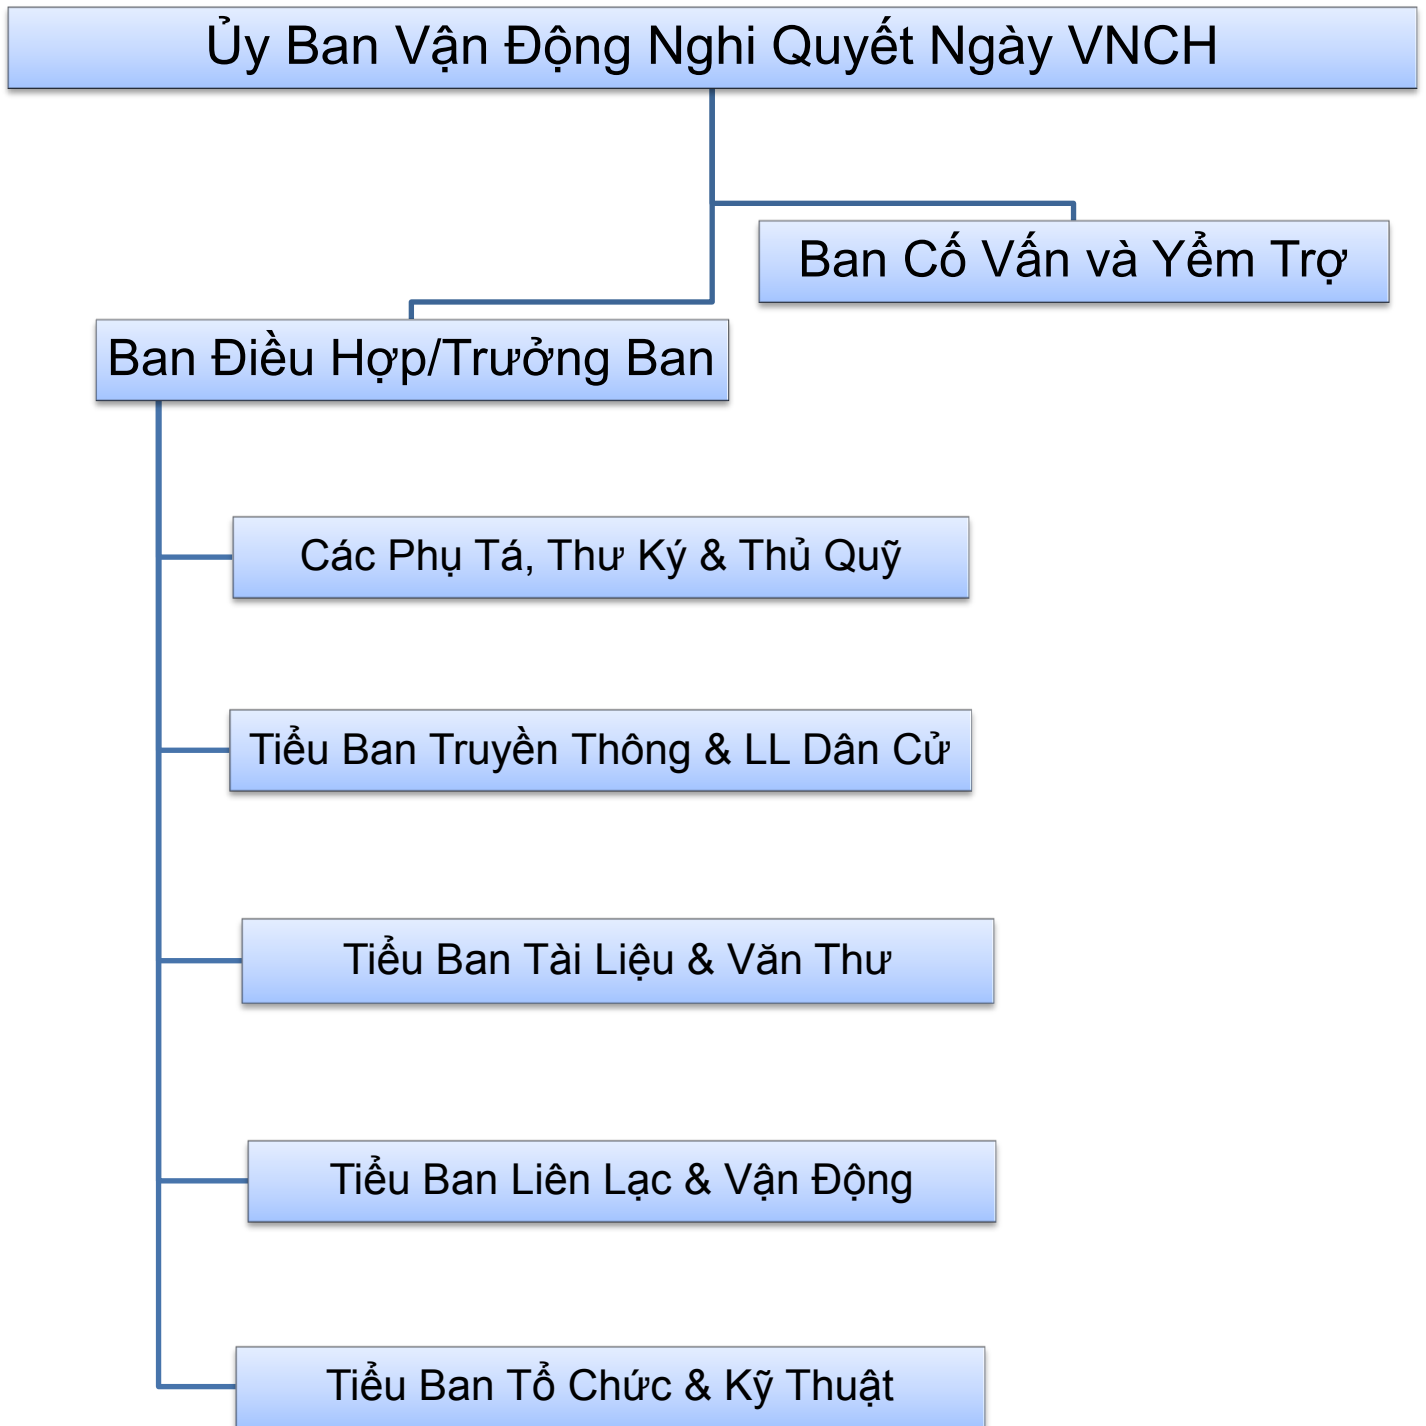 Ủy Ban Vận Động Nghi Quyết Ngày VNCH
Ban Cố Vấn và Yểm Trợ
Ban Điều Hợp/Trưởng Ban
Các Phụ Tá, Thư Ký & Thủ Quỹ
Tiểu Ban Truyền Thông & LL Dân Cử
Tiểu Ban Tài Liệu & Văn Thư
Tiểu Ban Liên Lạc & Vận Động
Tiểu Ban Tổ Chức & Kỹ Thuật